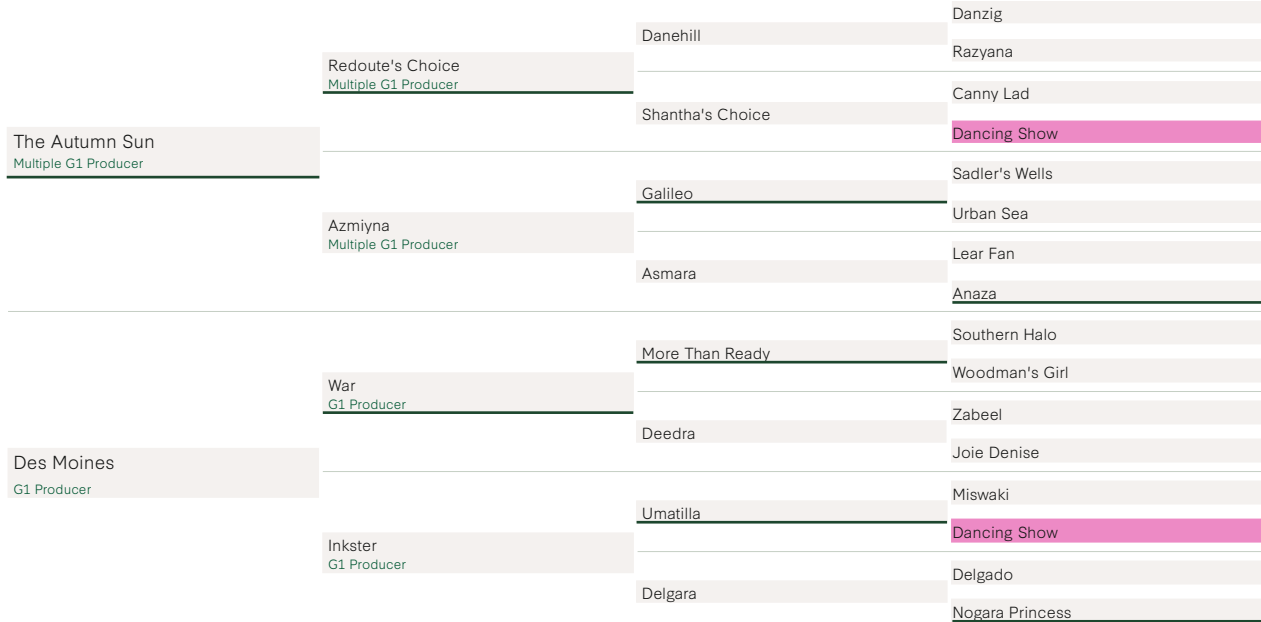 The Autumn Sun
Multiple G1 Producer
Des Moines
G1 Producer
Redoute's Choice
Multiple G1 Producer
Azmiyna
Multiple G1 Producer
War
G1 Producer
Inkster
G1 Producer
Danehill
Shantha's Choice
Galileo
Asmara
More Than Ready
Deedra
Umatilla
Delgara
Danzig
Razyana
Canny Lad
Dancing Show
Sadler's Wells
Urban Sea
Lear Fan
Anaza
Southern Halo
Woodman's Girl
Zabeel
Joie Denise
Miswaki
Dancing Show
Delgado
Nogara Princess